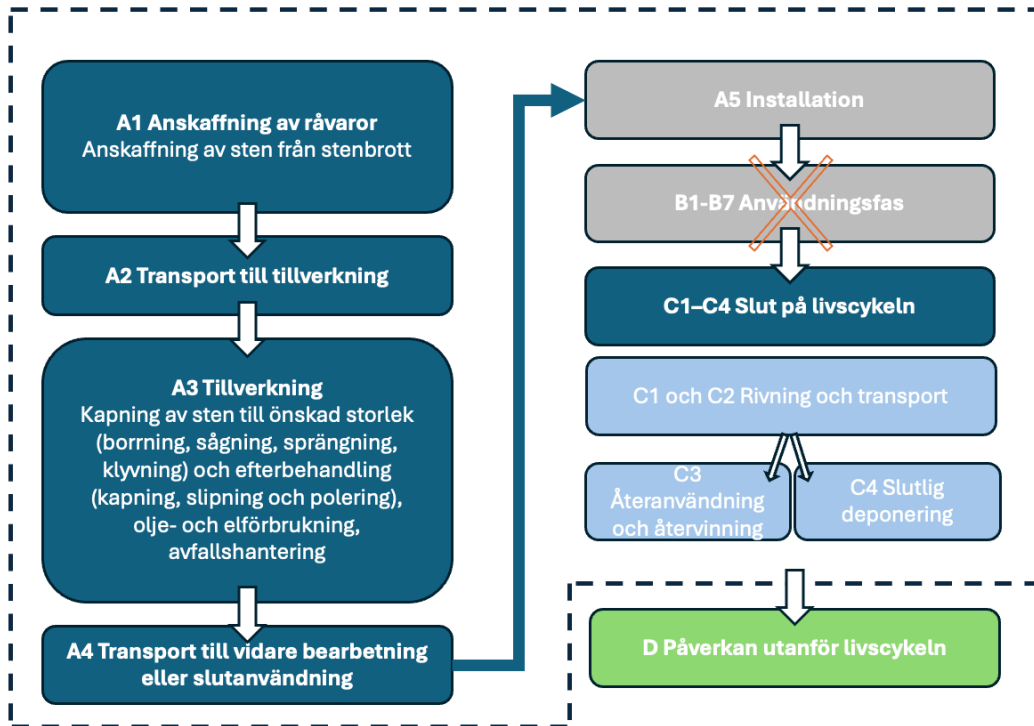 A1 Anskaffning av råvaror
Anskaffning av sten från stenbrott
A2 Transport till tillverkning
A3 Tillverkning
Kapning av sten till önskad storlek
(borrning, sågning, sprängning,
klyvning) och efterbehandling
(kapning, slipning och polering),
olje- och elförbrukning,
avfallshantering
A4 Transport till vidare bearbetning
eller slutanvändning
A5 Installation
B1-B7 Användningsfas
C1–C4 Slut på livscykeln
C1 och C2 Rivning och transport
C3
Återanvändning
och återvinning
C4 Slutlig
deponering
D Påverkan utanför livscykeln